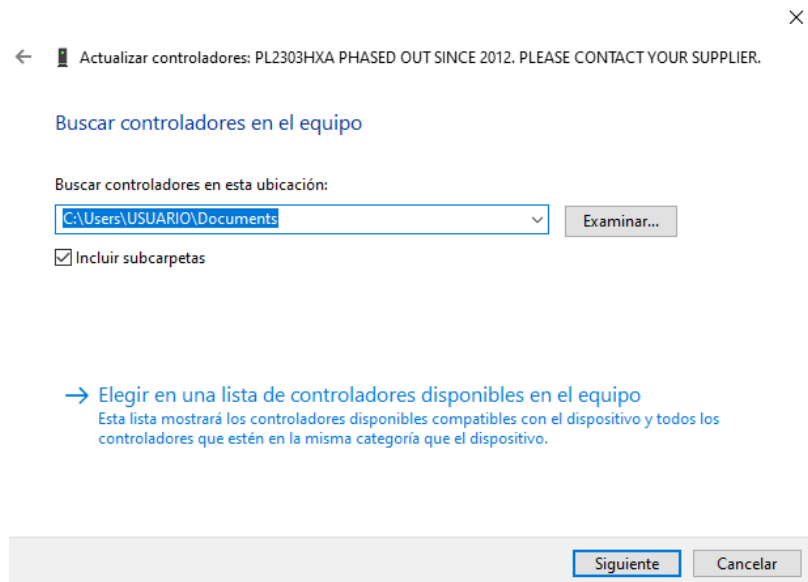 Actualizar controladores: PL2303HXA PHASED OUT SINCE 2012. PLEASE CONTACT YOUR SUPPLIER.
Buscar controladores en el equipo
Buscar controladores en esta ubicación:
C:\Users\USUARIO\Documents
Examinar...
Incluir subcarpetas
Elegir en una lista de controladores disponibles en el equipo
Esta lista mostrará los controladores disponibles compatibles con el dispositivo y todos los
controladores que estén en la misma categoría que el dispositivo.
Siguiente
Cancelar